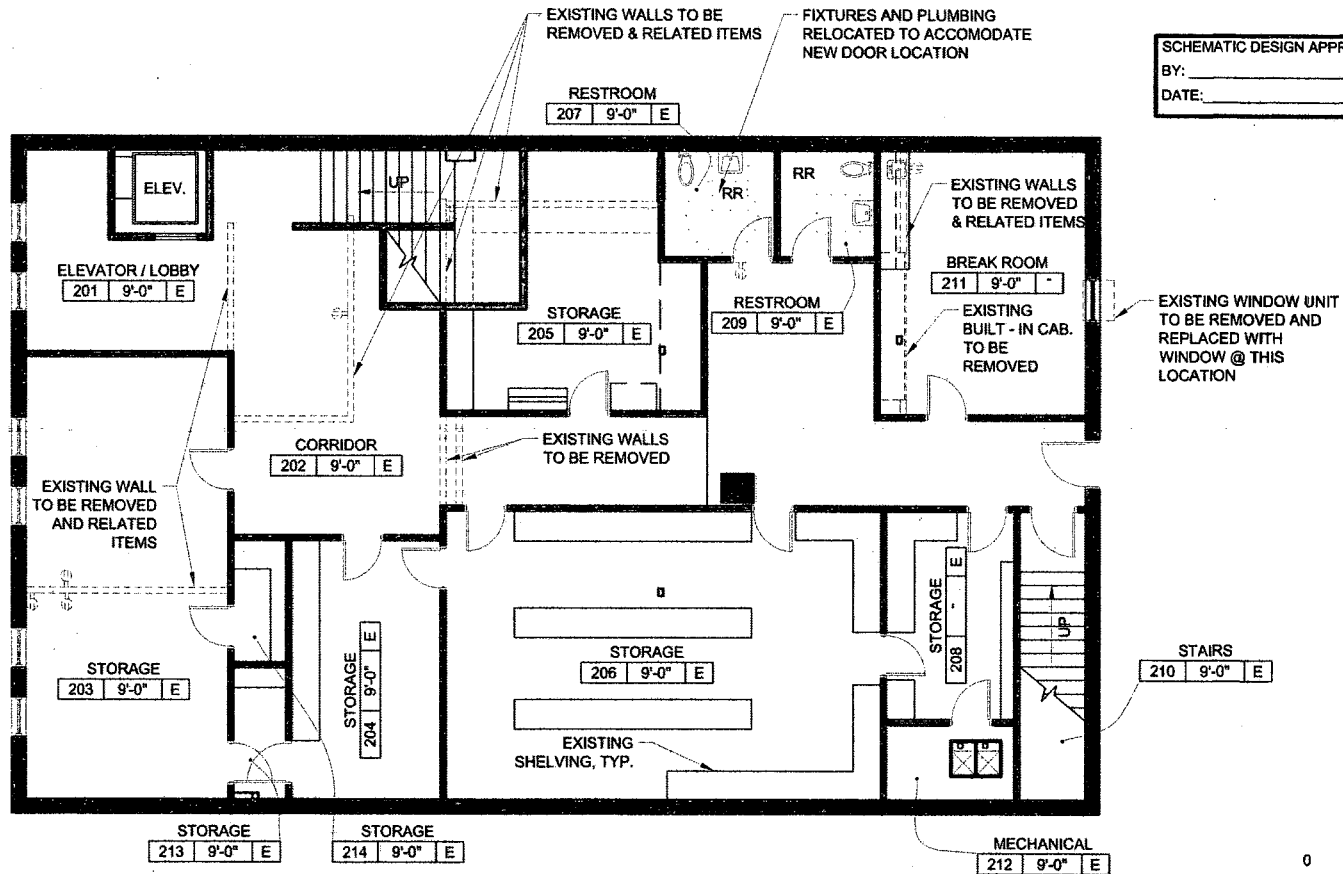 EXISTING WALLS TO BE
REMOVED & RELATED ITEMS
FIXTURES AND PLUMBING
RELOCATED TO ACCOMODATE
NEW DOOR LOCATION
SCHEMATIC DESIGN APPR
BY:
DATE:
RESTROOM
207 9'-0" E
ELEV.
UP
RR
RR
EXISTING WALLS
TO BE REMOVED
& RELATED ITEMS
ELEVATOR / LOBBY
201 9'-0" E
BREAK ROOM
211 9'-0" -
STORAGE
205 9'-0" E
RESTROOM
209 9'-0" E
EXISTING
BUILT - IN CAB.
TO BE
REMOVED
EXISTING WINDOW UNIT
TO BE REMOVED AND
REPLACED WITH
WINDOW @ THIS
LOCATION
CORRIDOR
202 9'-0" E
EXISTING WALLS
TO BE REMOVED
EXISTING WALL
TO BE REMOVED
AND RELATED
ITEMS
STORAGE
203 9'-0" E
STORAGE
204 9'-0" E
STORAGE
206 9'-0" E
STORAGE
208 - E
UP
STAIRS
210 9'-0" E
EXISTING
SHELVING, TYP.
STORAGE
213 9'-0" E
STORAGE
214 9'-0" E
MECHANICAL
212 9'-0" E
0